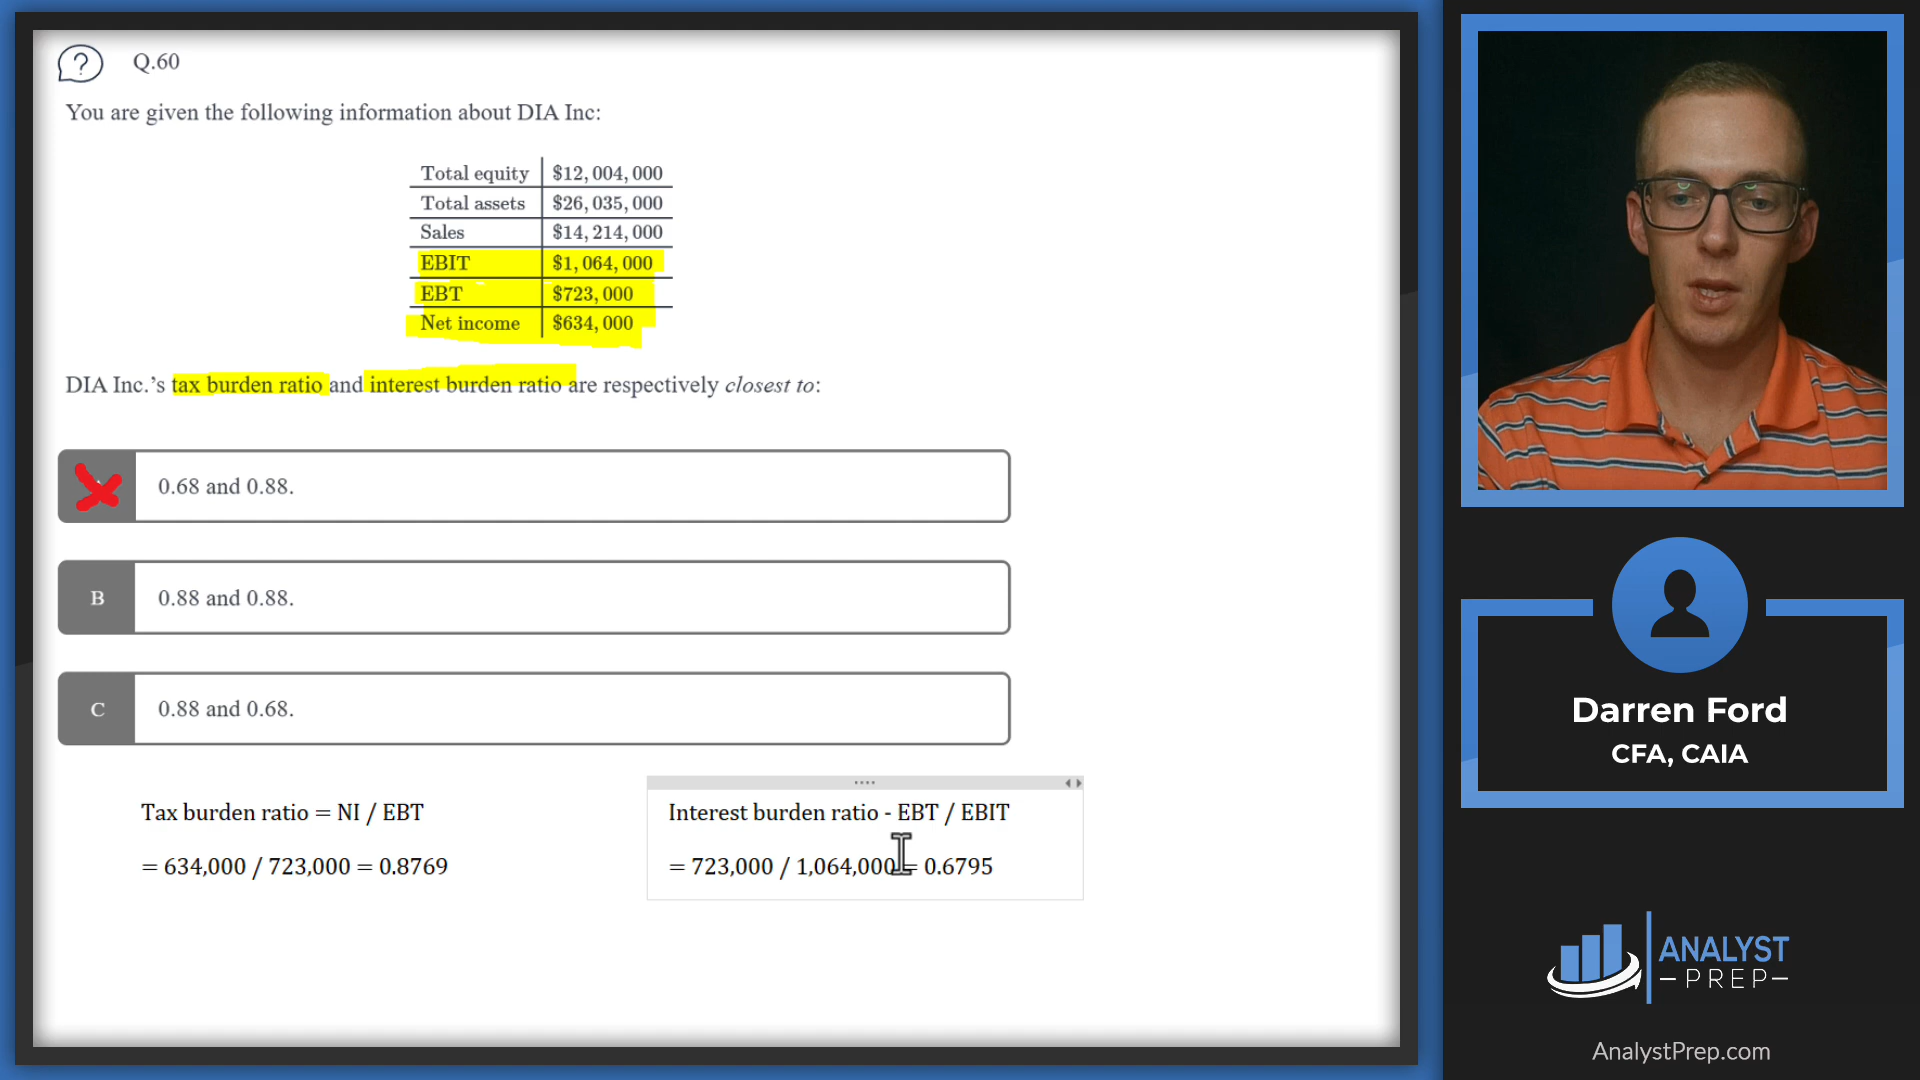 ?
Q.60
You are given the following information about DIA Inc:
Total equity $12,004,000
Total assets $26,035,000
Sales $14,214,000
EBIT $1,064,000
EBT $723,000
Net income $634,000
DIA Inc.’s tax burden ratio and interest burden ratio are respectively closest to:
0.68 and 0.88.
B 0.88 and 0.88.
C 0.88 and 0.68.
Tax burden ratio = NI / EBT
= 634,000 / 723,000 = 0.8769
Interest burden ratio - EBT / EBIT
= 723,000 / 1,064,000 = 0.6795
Darren Ford
CFA, CAIA
ANALYST
PREP
AnalystPrep.com